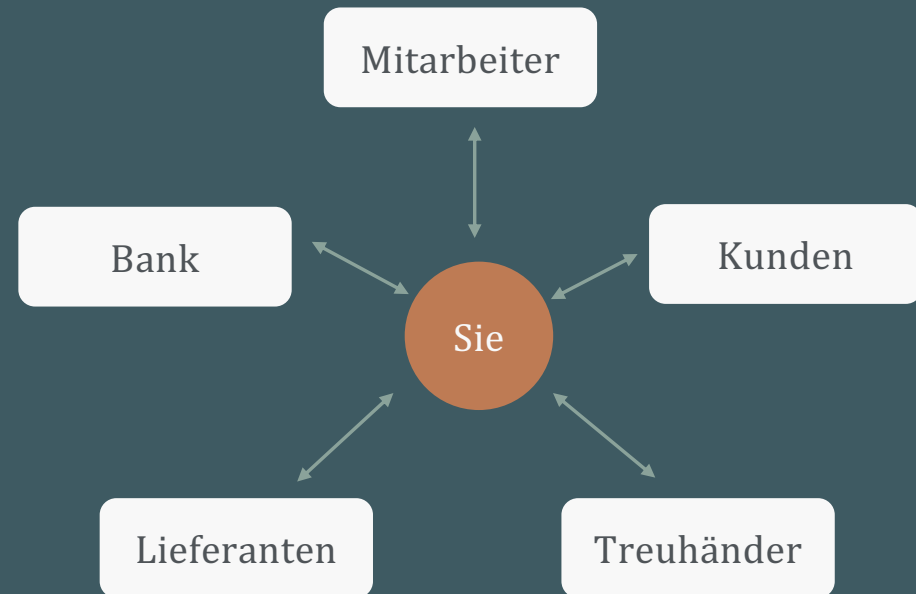 Mitarbeiter
Bank
Kunden
Sie
Lieferanten
Treuhänder